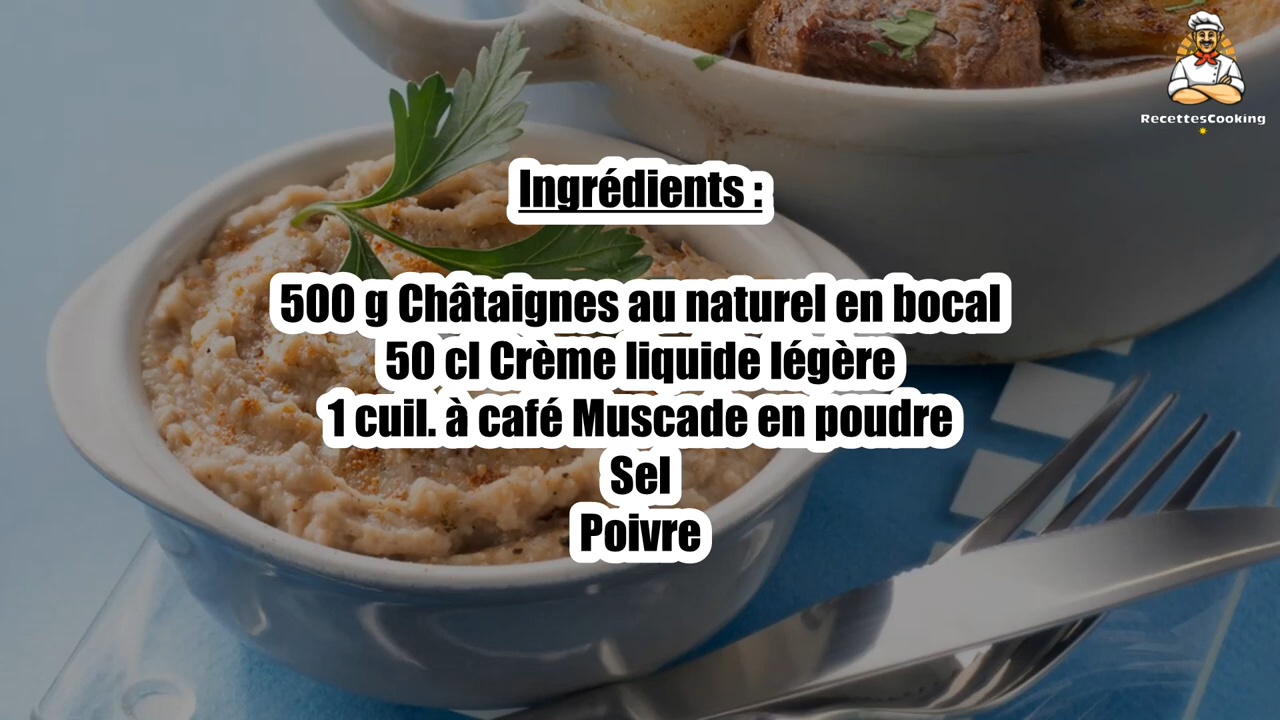 RecettesCooking
Ingrédients :
500 g Châtaignes au naturel en bocal
50 cl Crème liquide légère
1 cuil. à café Muscade en poudre
Sel
Poivre